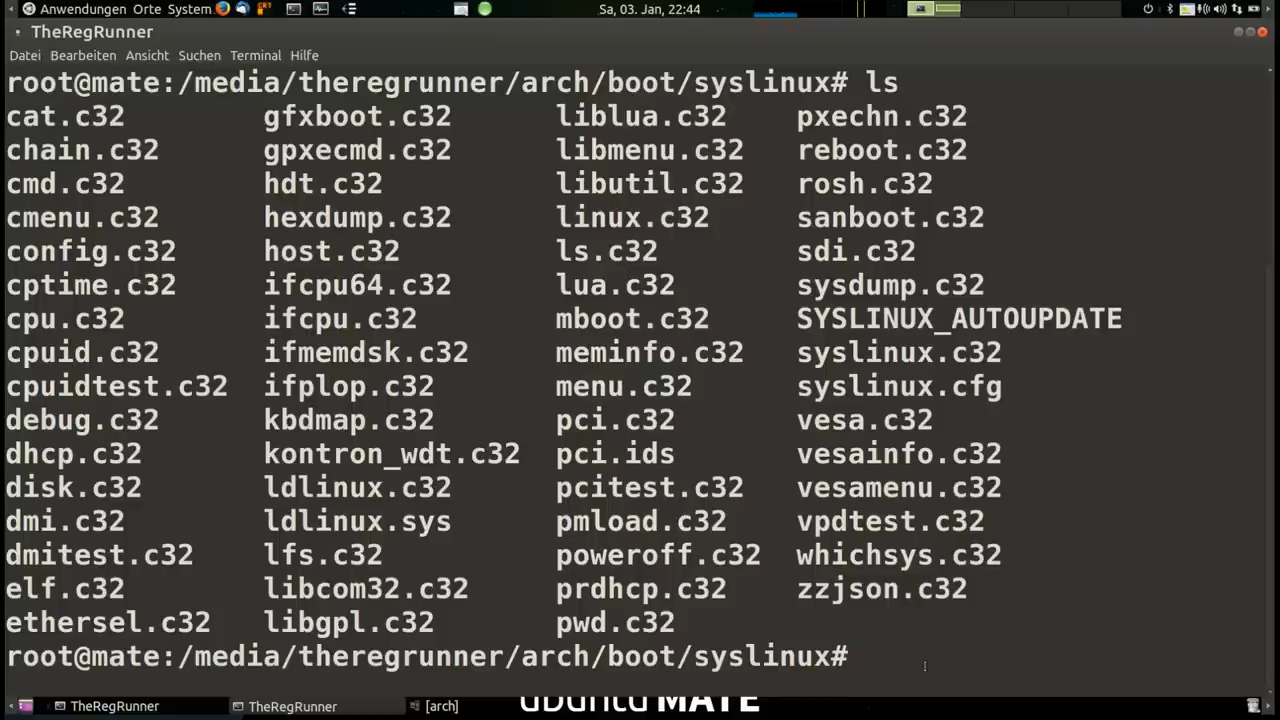 Anwendungen Orte System Sa, 03. Jan, 22:44
TheRegRunner
Datei Bearbeiten Ansicht Suchen Terminal Hilfe
root@mate:/media/theregrunner/arch/boot/syslinux# ls
cat.c32 gfxboot.c32 liblua.c32 pxechn.c32
chain.c32 gpxecmd.c32 libmenu.c32 reboot.c32
cmd.c32 hdt.c32 libutil.c32 rosh.c32
cmenu.c32 hexdump.c32 linux.c32 sanboot.c32
config.c32 host.c32 ls.c32 sdi.c32
cptime.c32 ifcpu64.c32 lua.c32 sysdump.c32
cpu.c32 ifcpu.c32 mboot.c32 SYSLINUX_AUTOUPDATE
cpuid.c32 ifmemdsk.c32 meminfo.c32 syslinux.c32
cpuidtest.c32 ifplop.c32 menu.c32 syslinux.cfg
debug.c32 kbdmap.c32 pci.c32 vesa.c32
dhcp.c32 kontron_wdt.c32 pci.ids vesainfo.c32
disk.c32 ldlinux.c32 pcitest.c32 vesamenu.c32
dmi.c32 ldlinux.sys pmload.c32 vpdtest.c32
dmitest.c32 lfs.c32 poweroff.c32 whichsys.c32
elf.c32 libcom32.c32 prdhcp.c32 zzjson.c32
ethersel.c32 libgpl.c32 pwd.c32
root@mate:/media/theregrunner/arch/boot/syslinux#
TheRegRunner TheRegRunner [arch] ubuntu MATE